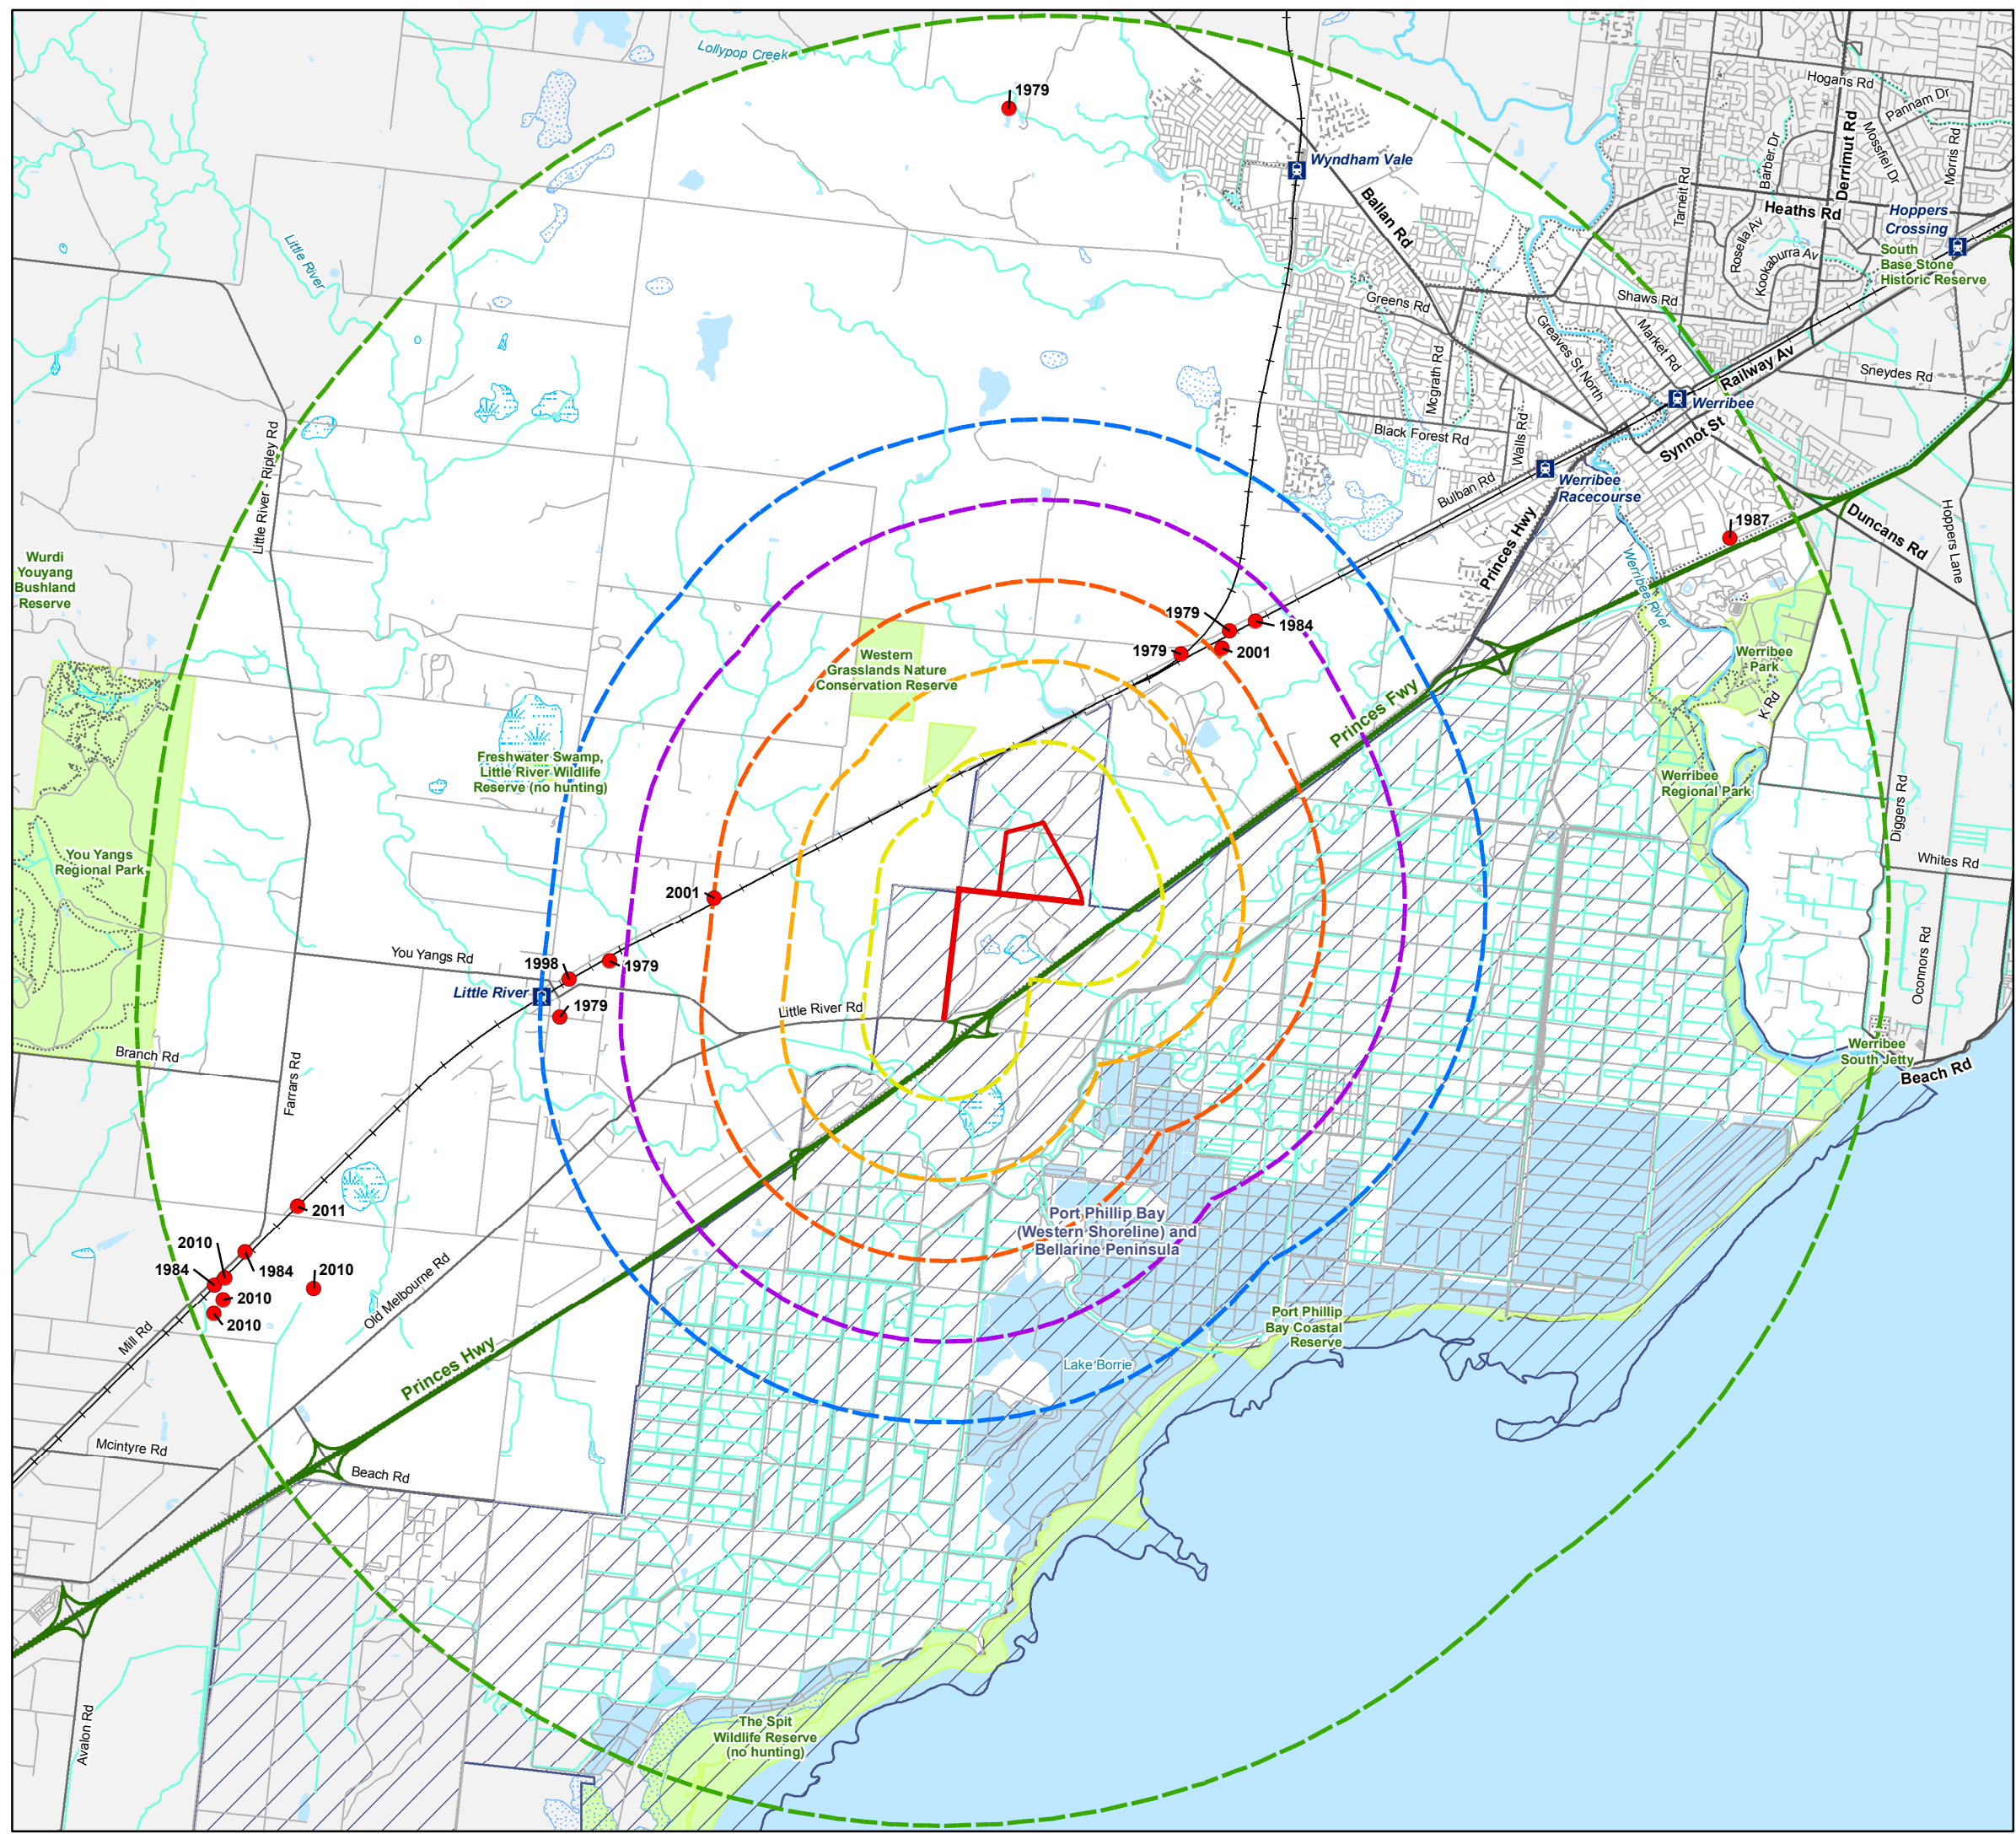 Lollypop Creek
1979
Hogans Rd
Pannam Dr
Derrimut Rd
Barber Dr
Mossfiel Dr
Morris Rd
Wyndham Vale
Tarneit Rd
Ballan Rd
Heaths Rd
Hoppers
Crossing
Rosella Av
Kookaburra Av
South
Base Stone
Historic Reserve
Little River
Greens Rd
Shaws Rd
Greaves St North
Market Rd
Railway Av
Sneydes Rd
Mcgrath Rd
Werribee
Black Forest Rd
Walls Rd
Synnot St
Little River - Ripley Rd
Bulban Rd
Werribee
Racecourse
Princes Hwy
1987
Duncans Rd
Hoppers Lane
Wurdi
Youyang
Bushland
Reserve
Werribee River
1979
1984
1979
2001
Western
Grasslands Nature
Conservation Reserve
Werribee
Park
K Rd
Princes Fwy
Freshwater Swamp,
Little River Wildlife
Reserve (no hunting)
Werribee
Regional Park
Diggers Rd
You Yangs
Regional Park
Whites Rd
2001
You Yangs Rd
1998
1979
Little River
1979
Little River Rd
Oconnors Rd
Branch Rd
Farrars Rd
Werribee
South Jetty
Beach Rd
2011
Port Phillip Bay
(Western Shoreline) and
Bellarine Peninsula
2010
1984
1984
2010
2010
2010
Old Melbourne Rd
Mill Rd
Port Phillip
Bay Coastal
Reserve
Princes Hwy
Lake Borrie
Mcintyre Rd
Beach Rd
Avalon Rd
The Spit
Wildlife Reserve
(no hunting)